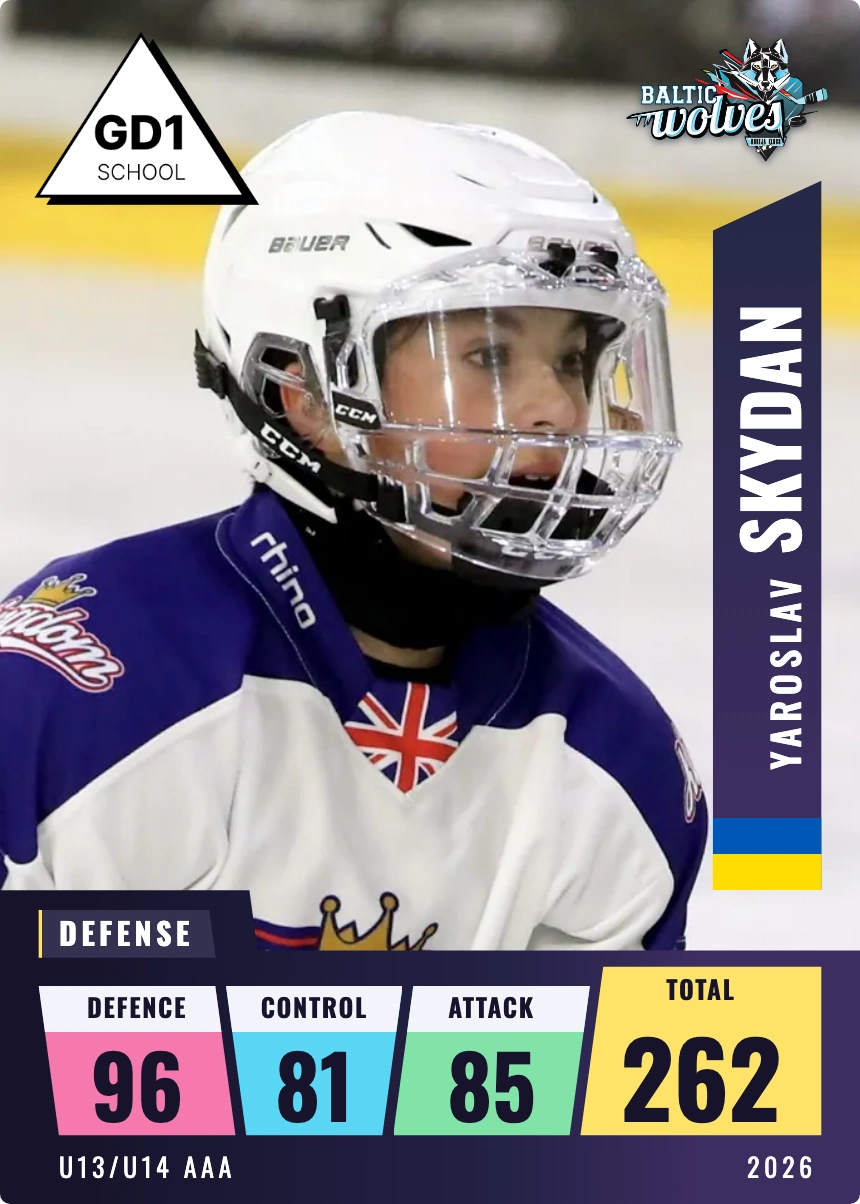 GD1
SCHOOL
BALTIC
wolves
BAUER
CCM
CCM
rhino
YAROSLAV SKYDAN
DEFENSE
DEFENCE
CONTROL
ATTACK
TOTAL
96
81
85
262
U13/U14 AAA
2026